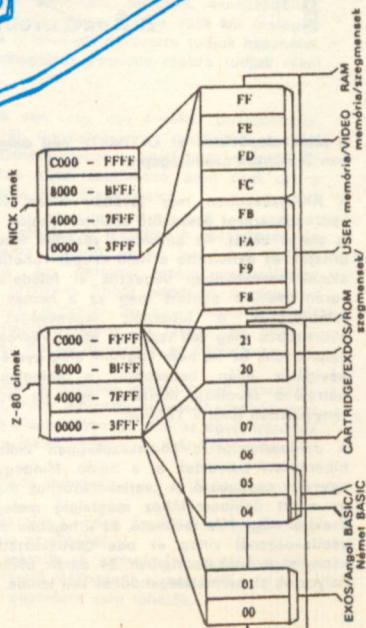 NICK címek
C000 - FFFF
8000 - BFFF
4000 - 7FFF
0000 - 3FFF
Z-80 címek
C000 - FFFF
8000 - BFFF
4000 - 7FFF
0000 - 3FFF
FF
FE
FD
FC
FB
FA
F9
F8
21
20
07
06
05
04
01
00
EXOS/Angol BASIC/
Német BASIC
CARTRIDGE/EXDOS/ROM
szegmensek/
USER memória/VIDEO RAM
memória/szegmensek